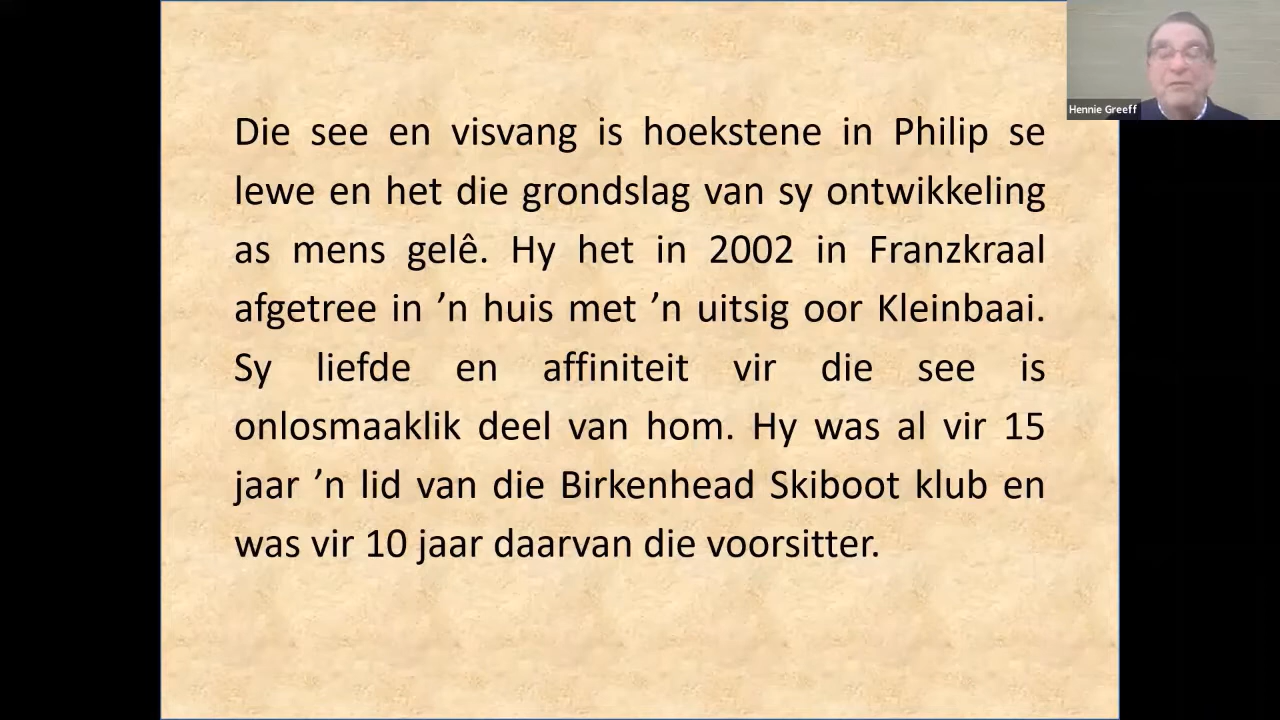 Hennie Greeff
Die see en visvang is hoekstene in Philip se
lewe en het die grondslag van sy ontwikkeling
as mens gelê. Hy het in 2002 in Franzkraal
afgetree in ’n huis met ’n uitsig oor Kleinbaai.
Sy liefde en affiniteit vir die see is
onlosmaaklik deel van hom. Hy was al vir 15
jaar ’n lid van die Birkenhead Skiboot klub en
was vir 10 jaar daarvan die voorsitter.